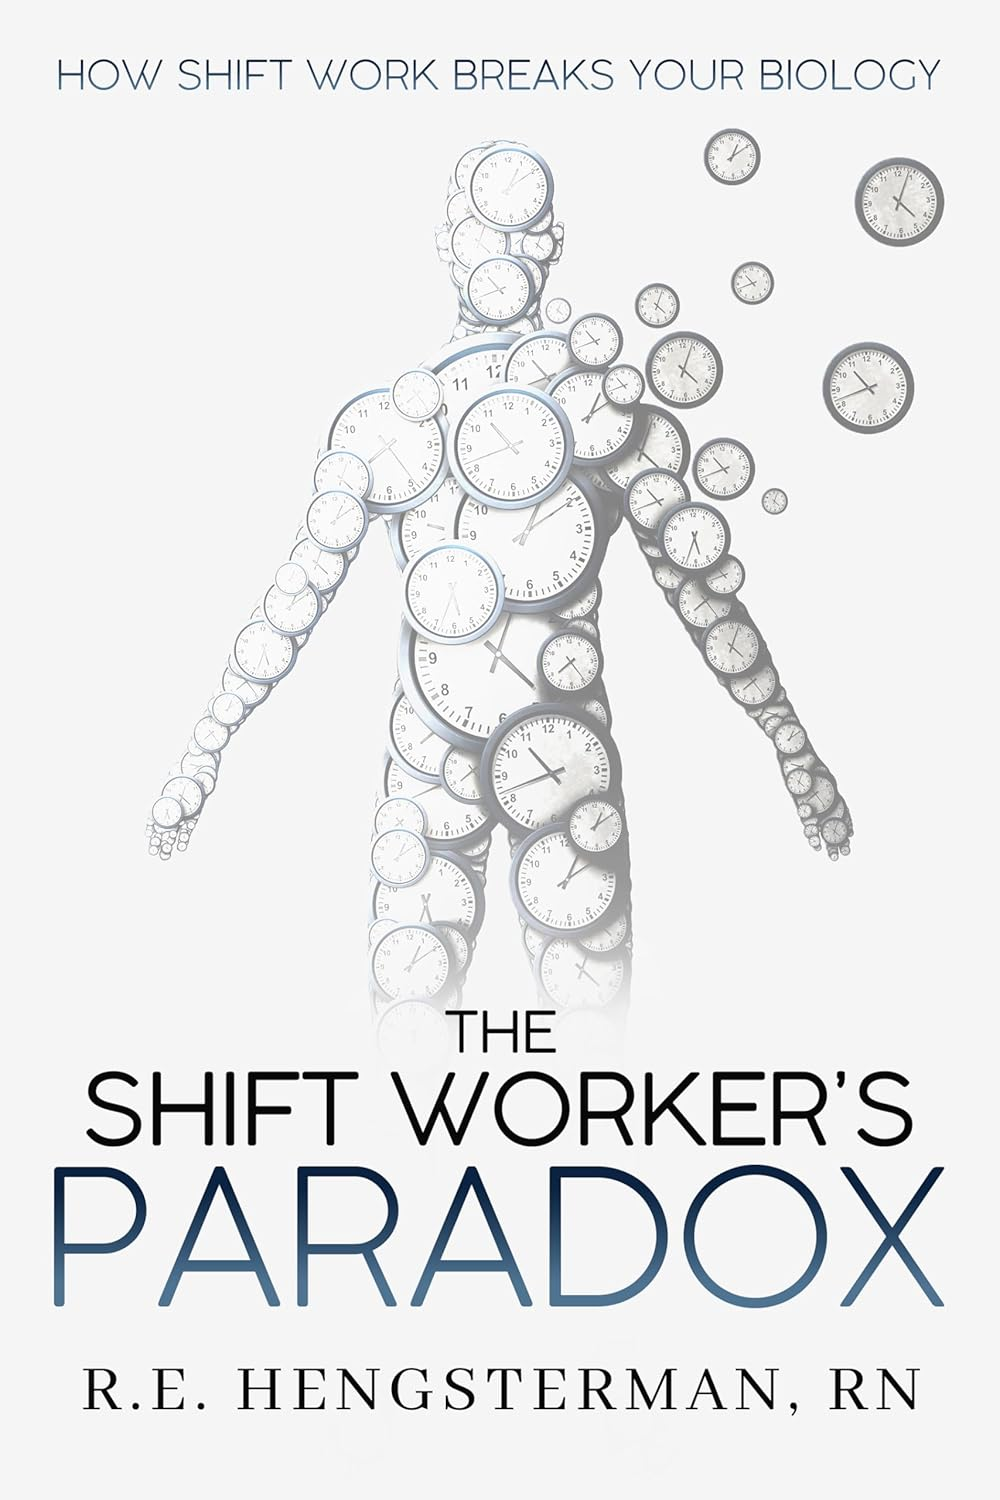 HOW SHIFT WORK BREAKS YOUR BIOLOGY
THE
SHIFT WORKER'S
PARADOX
R.E. HENGSTERMAN, RN